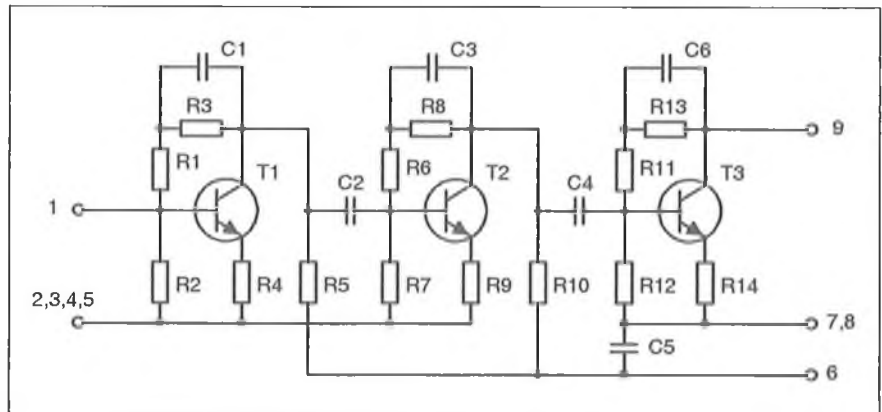 C1 C3 C6
R3 R8 R13 9
R1 T1 R6 T2 R11 T3
C2 C4
1
R2 R4 R5 R7 R9 R10 R12 R14
2,3,4,5
7,8
C5
6